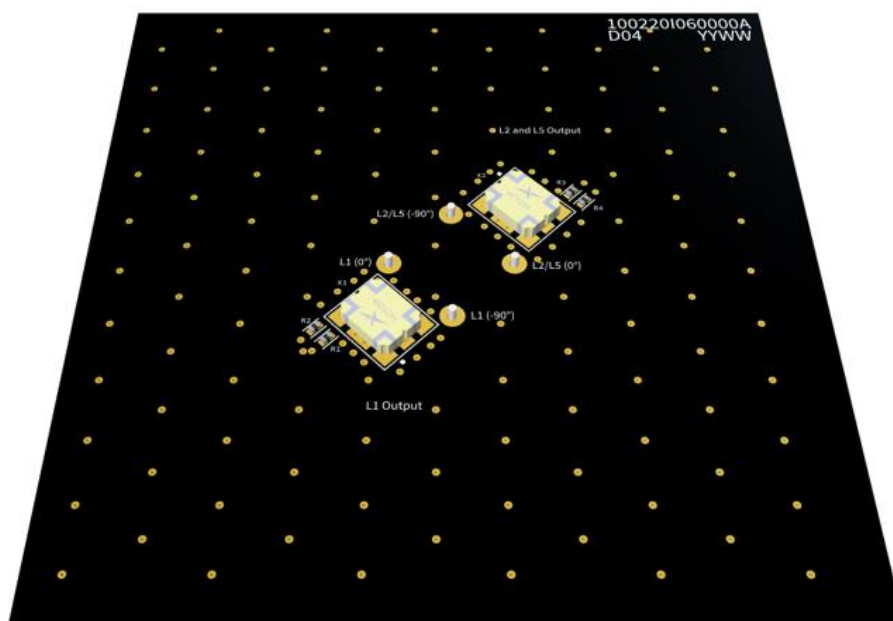 100220I060000A
D04 YYWW
L2 and L5 Output
X2
R3
R4
L2/L5 (-90°)
L1 (0°)
L2/L5 (0°)
X1
L1 (-90°)
R2
R1
L1 Output